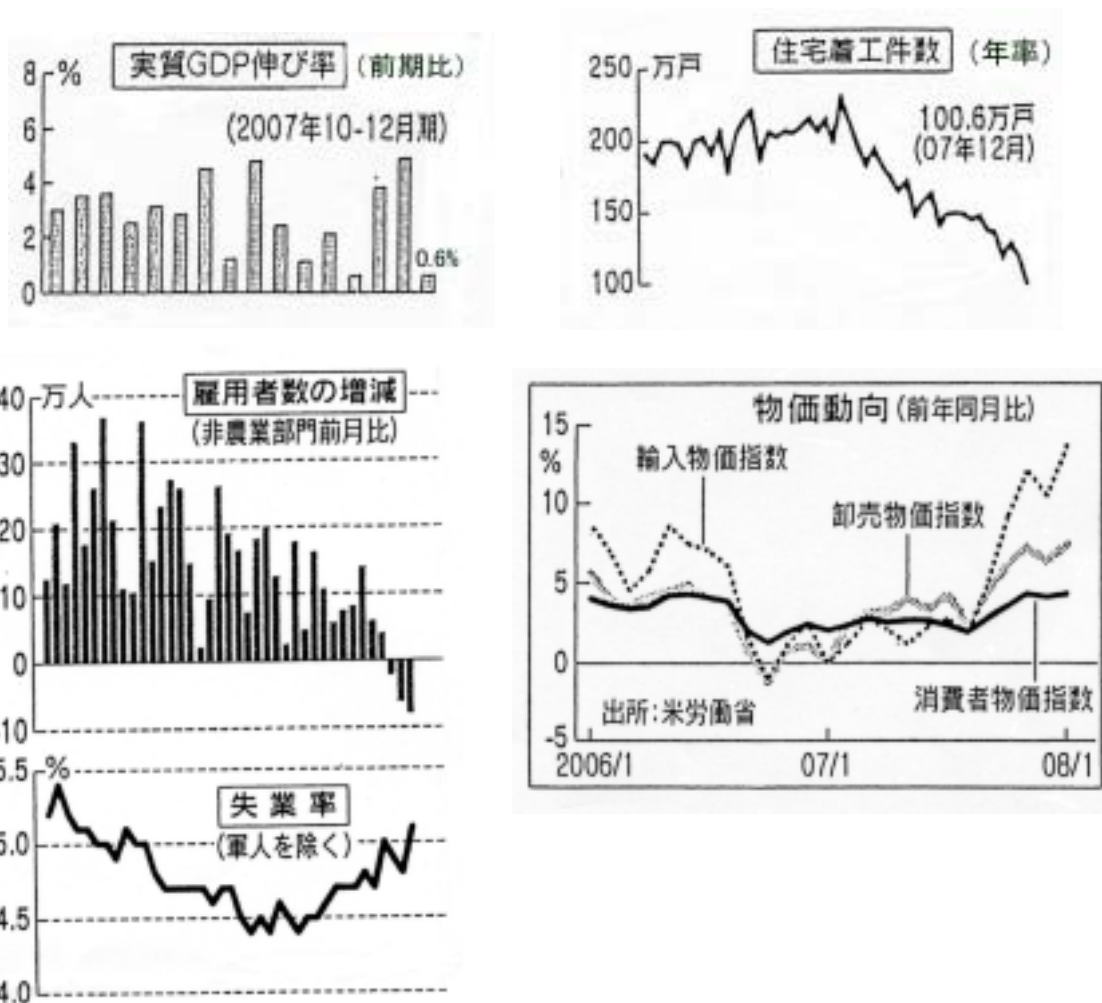 実質GDP伸び率 (前期比)
%
(2007年10-12月期)
8
6
4
2
0
0.6%
住宅着工件数 (年率)
250 万戸
200
150
100
100.6万戸
(07年12月)
40 万人
雇用者数の増減
(非農業部門前月比)
30
20
10
0
-10
5.5 %
失業率
(軍人を除く)
5.0
4.5
4.0
物価動向(前年同月比)
15
%
10
5
0
-5
輸入物価指数
卸売物価指数
消費者物価指数
出所:米労働省
2006/1 07/1 08/1